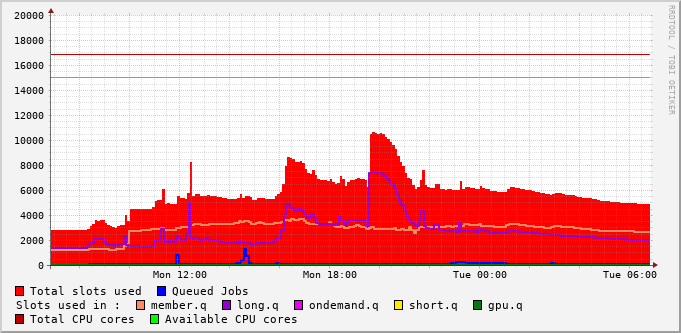 RRDTOOL / TOBI OETIKER
20000
18000
16000
14000
12000
10000
8000
6000
4000
2000
0
Mon 12:00 Mon 18:00 Tue 00:00 Tue 06:00
Total slots used Queued Jobs
Slots used in : member.q long.q ondemand.q short.q gpu.q
Total CPU cores Available CPU cores